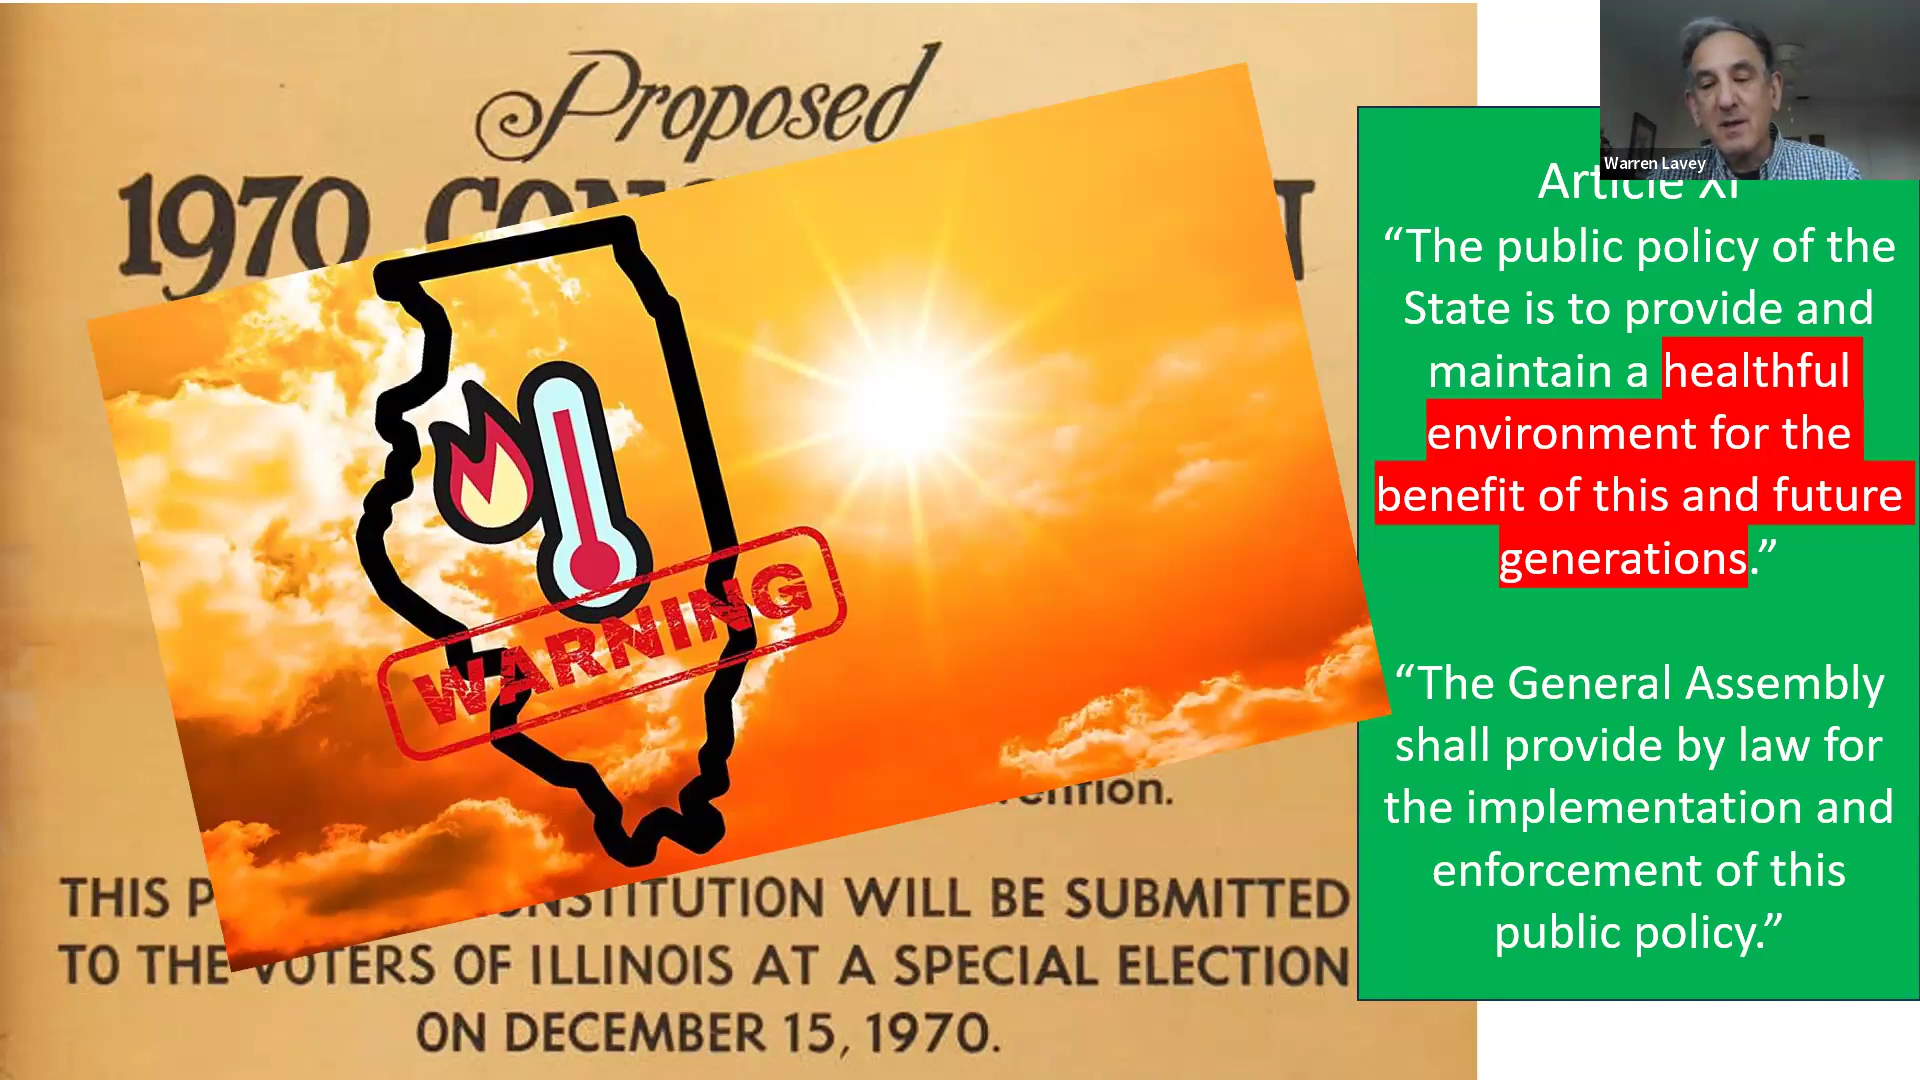 Proposed
1970
THIS
WILL BE SUBMITTED
TO THE VOTERS OF ILLINOIS AT A SPECIAL ELECTION
ON DECEMBER 15, 1970.
WARNING
Warren Lavey
Article XI
“The public policy of the
State is to provide and
maintain a healthful
environment for the
benefit of this and future
generations.”
“The General Assembly
shall provide by law for
the implementation and
enforcement of this
public policy.”